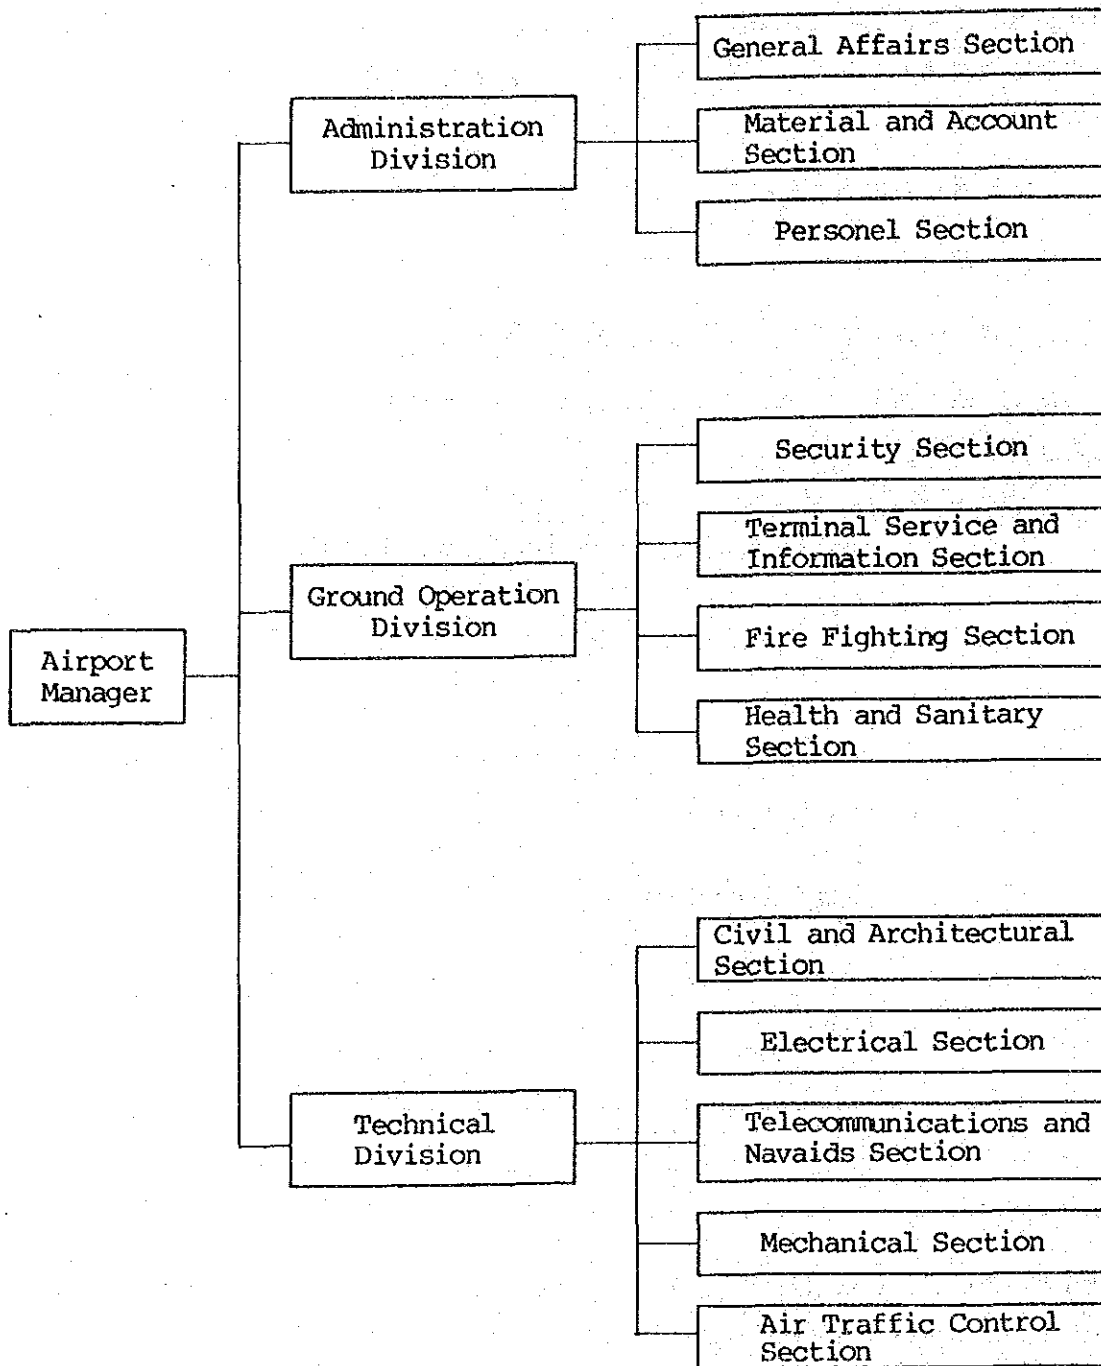 General Affairs Section
Administration
Division
Material and Account
Section
Personel Section
Security Section
Terminal Service and
Information Section
Ground Operation
Division
Fire Fighting Section
Airport
Manager
Health and Sanitary
Section
Civil and Architectural
Section
Electrical Section
Technical
Division
Telecommunications and
Navaids Section
Mechanical Section
Air Traffic Control
Section